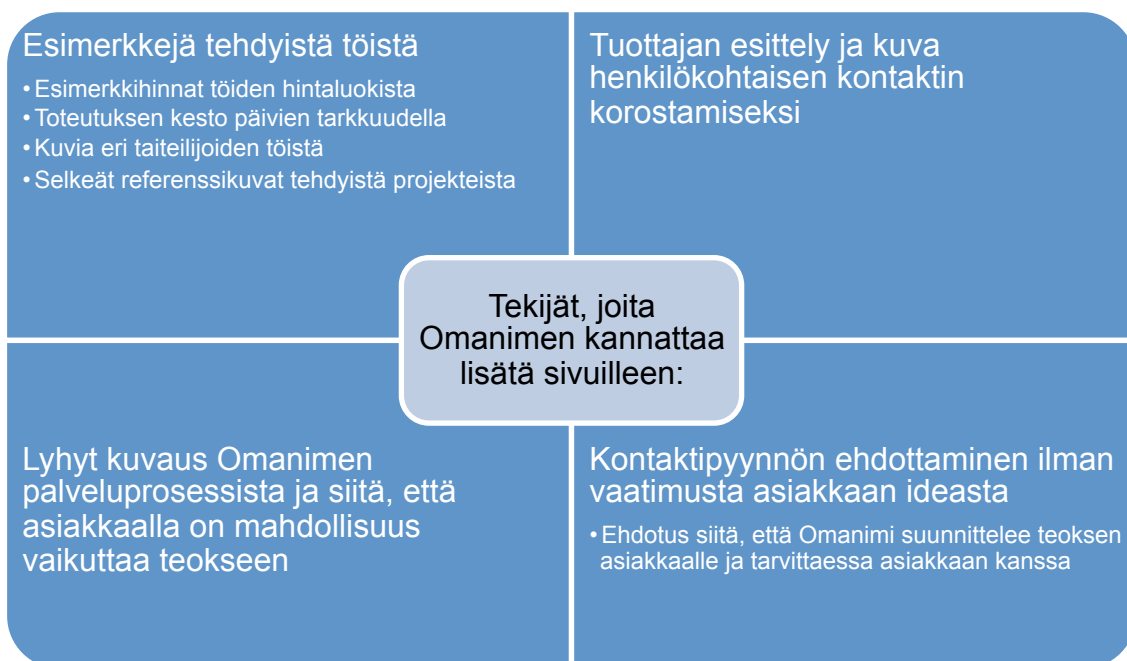 Esimerkkejä tehdyistä töistä
• Esimerkkihinnat töiden hintaluokista
• Toteutuksen kesto päivien tarkkuudella
• Kuvia eri taiteilijoiden töistä
• Selkeät referenssikuvat tehdyistä projekteista
Tuottajan esittely ja kuva
henkilökohtaisen kontaktin
korostamiseksi
Tekijät, joita
Omanimen kannattaa
lisätä sivuilleen:
Lyhyt kuvaus Omanimen
palveluprosessista ja siitä, että
asiakkaalla on mahdollisuus
vaikuttaa teokseen
Kontaktipyynnön ehdottaminen ilman
vaatimusta asiakkaan ideasta
• Ehdotus siitä, että Omanimi suunnittelee teoksen
asiakkaalle ja tarvittaessa asiakkaan kanssa